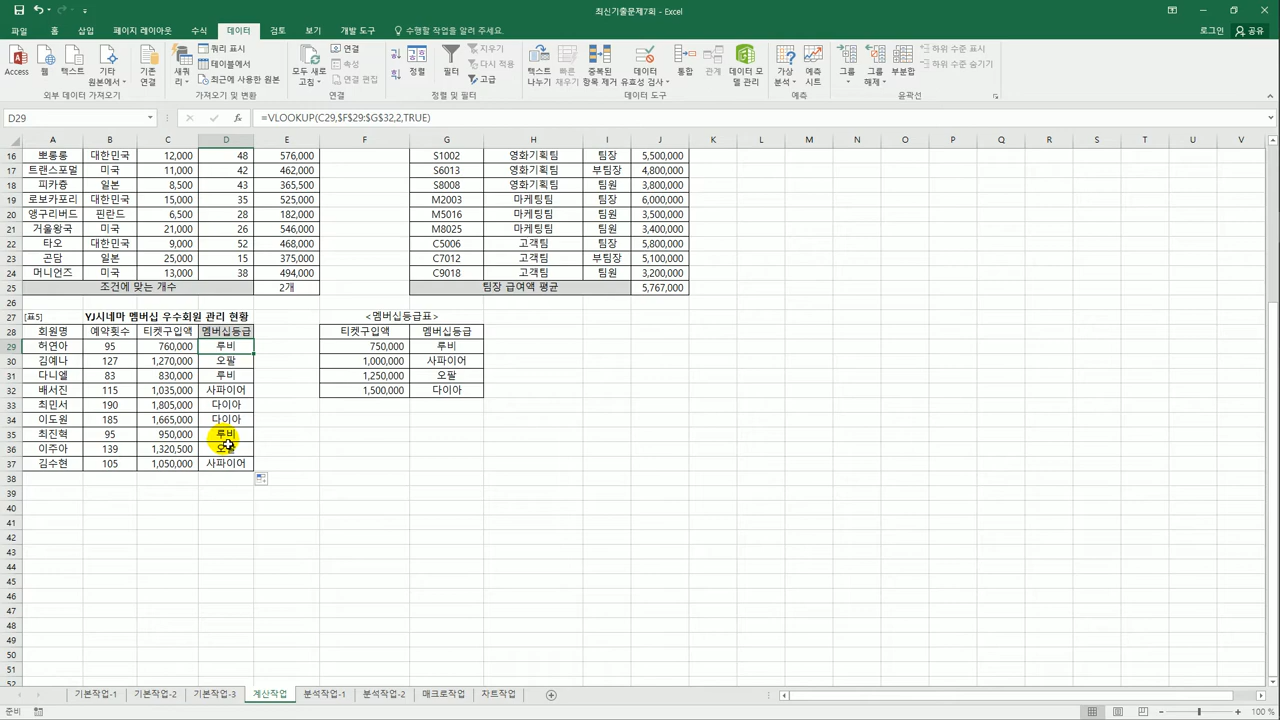 최신기출문제7회 - Excel
파일 홈 삽입 페이지 레이아웃 수식 데이터 검토 보기 개발 도구 수행할 작업을 알려 주세요. 로그인 공유
Access 웹 텍스트 기타 원본에서 기존 연결 새 쿼리 쿼리 표시 테이블에서 최근에 사용한 원본 모두 새로 고침 연결 속성 연결 편집 정렬 필터 지우기 다시 적용 고급 텍스트 나누기 빠른 채우기 중복된 항목 제거 데이터 유효성 검사 통합 관계 데이터 모델 관리 가상 분석 예측 시트 그룹 그룹 해제 부분합 하위 수준 표시 하위 수준 숨기기
외부 데이터 가져오기 가져오기 및 변환 연결 정렬 및 필터 데이터 도구 예측 윤곽선
D29 fx =VLOOKUP(C29,$F$29:$G$32,2,TRUE)
A B C D E F G H I J K L M N O P Q R S T U V
16 뽀롱롱 대한민국 12,000 48 576,000 S1002 영화기획팀 팀장 5,500,000
17 트랜스포멀 미국 11,000 42 462,000 S6013 영화기획팀 부팀장 4,800,000
18 피카츙 일본 8,500 43 365,500 S8008 영화기획팀 팀원 3,800,000
19 로보카포리 대한민국 15,000 35 525,000 M2003 마케팅팀 팀장 6,000,000
20 앵구리버드 핀란드 6,500 28 182,000 M5016 마케팅팀 팀원 3,500,000
21 거울왕국 미국 21,000 26 546,000 M8025 마케팅팀 팀원 3,400,000
22 타오 대한민국 9,000 52 468,000 C5006 고객팀 팀장 5,800,000
23 곤담 일본 25,000 15 375,000 C7012 고객팀 부팀장 5,100,000
24 머니언즈 미국 13,000 38 494,000 C9018 고객팀 팀원 3,200,000
25 조건에 맞는 개수 2개 팀장 급여액 평균 5,767,000
26
27 [표5] YJ시네마 멤버십 우수회원 관리 현황 <멤버십등급표>
28 회원명 예약횟수 티켓구입액 멤버십등급 티켓구입액 멤버십등급
29 허연아 95 760,000 루비 750,000 루비
30 김예나 127 1,270,000 오팔 1,000,000 사파이어
31 다니엘 83 830,000 루비 1,250,000 오팔
32 배서진 115 1,035,000 사파이어 1,500,000 다이아
33 최민서 190 1,805,000 다이아
34 이도원 185 1,665,000 다이아
35 최진혁 95 950,000 루비
36 이주아 139 1,320,500 오팔
37 김수현 105 1,050,000 사파이어
38
39
40
41
42
43
44
45
46
47
48
49
50
51
기본작업-1 기본작업-2 기본작업-3 계산작업 분석작업-1 분석작업-2 매크로작업 차트작업
준비 100 %